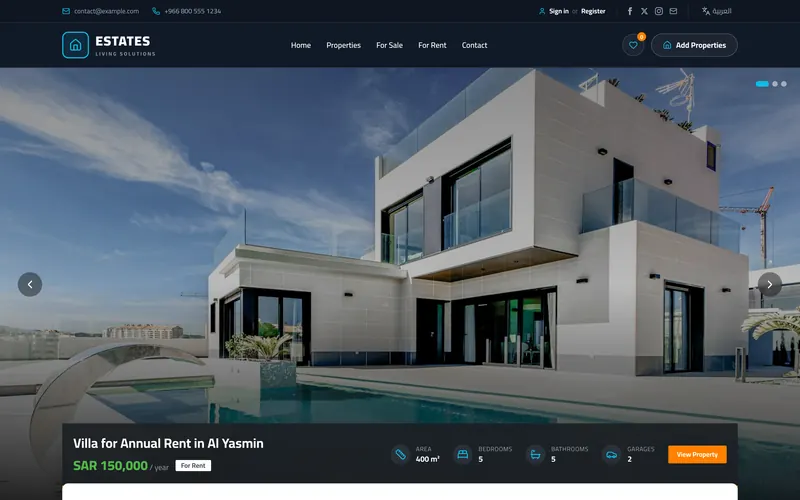 contact@example.com
+966 800 555 1234
Sign in or Register
العربية
ESTATES
LIVING SOLUTIONS
Home
Properties
For Sale
For Rent
Contact
0
Add Properties
Villa for Annual Rent in Al Yasmin
SAR 150,000 / year
For Rent
AREA
400 m²
BEDROOMS
5
BATHROOMS
5
GARAGES
2
View Property